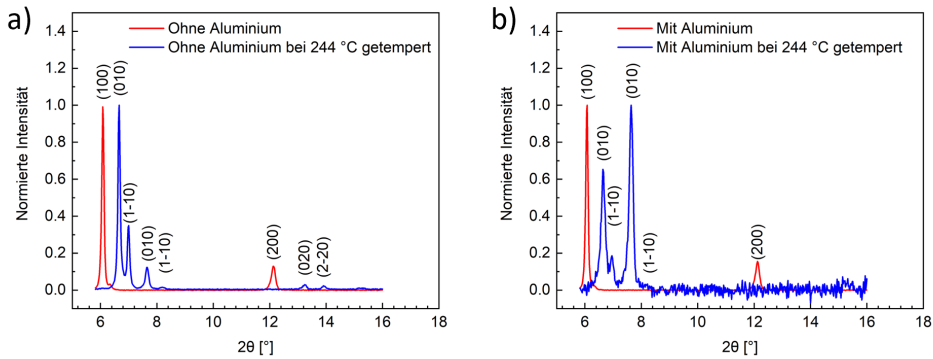 a)
Ohne Aluminium
Ohne Aluminium bei 244 °C getempert
(100)
(010)
(1-10)
(010)
(1-10)
(200)
(020)
(2-20)
1.4
1.2
1.0
0.8
0.6
0.4
0.2
0.0
Normierte Intensität
6 8 10 12 14 16 18
2θ [°]
b)
Mit Aluminium
Mit Aluminium bei 244 °C getempert
(100)
(010)
(1-10)
(010)
(1-10)
(200)
1.4
1.2
1.0
0.8
0.6
0.4
0.2
0.0
Normierte Intensität
6 8 10 12 14 16 18
2θ [°]